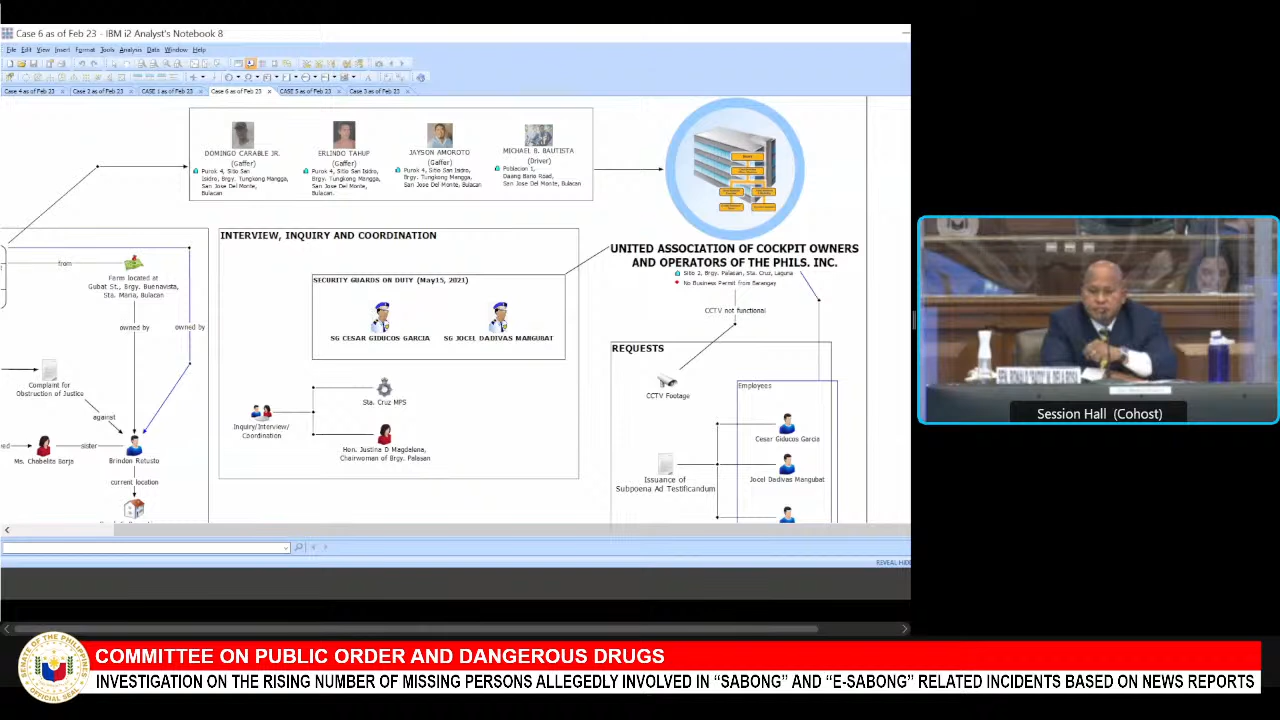 Case 6 as of Feb 23 - IBM i2 Analyst's Notebook 8
File Edit View Insert Format Tools Analysis Data Window Help
Case 4 as of Feb 23
Case 2 as of Feb 23
CASE 1 as of Feb 23
Case 6 as of Feb 23
CASE 5 as of Feb 23
Case 3 as of Feb 23
DOMINGO CARABLE JR.
(Gaffer)
Purok 4, Sitio San
Isidro, Brgy. Tungkong Mangga,
San Jose Del Monte,
Bulacan.
ERLINDO TAHUP
(Gaffer)
Purok 4, Sitio San
Isidro, Brgy. Tungkong Mangga,
San Jose Del Monte,
Bulacan.
JAYSON AMOROTO
(Gaffer)
Purok 4, Sitio San Isidro,
Brgy. Tungkong Mangga,
San Jose Del Monte, Bulacan
MICHAEL B. BAUTISTA
(Driver)
Poblacion 1,
Daang Bario Road,
San Jose Del Monte, Bulacan
from
Farm located at
Gubat St., Brgy. Buenavista,
Sta. Maria, Bulacan
owned by
owned by
Complaint for
Obstruction of Justice
against
Ms. Chabelita Borja
sister
Brindon Rotusto
current location
INTERVIEW, INQUIRY AND COORDINATION
SECURITY GUARDS ON DUTY (May15, 2021)
SG CESAR GIDUCOS GARCIA
SG JOCEL DADIVAS MARGUBAT
Inquiry/Interview/
Coordination
Sta. Cruz MPS
Hon. Justina D Magdalena,
Chairwoman of Brgy. Palasan
UNITED ASSOCIATION OF COCKPIT OWNERS
AND OPERATORS OF THE PHILS. INC.
Sitio 2, Brgy. Palasan, Sta. Cruz, Laguna
No Business Permit from Barangay
CCTV not functional
REQUESTS
CCTV Footage
Employees
Cesar Giducos Garcia
Issuance of
Subpoena Ad Testificandum
Jocel Dadivas Mangubat
REVEAL HIDD
Session Hall (Cohost)
SENATE OF THE PHILIPPINES
OFFICIAL SEAL
COMMITTEE ON PUBLIC ORDER AND DANGEROUS DRUGS
INVESTIGATION ON THE RISING NUMBER OF MISSING PERSONS ALLEGEDLY INVOLVED IN “SABONG” AND “E-SABONG” RELATED INCIDENTS BASED ON NEWS REPORTS